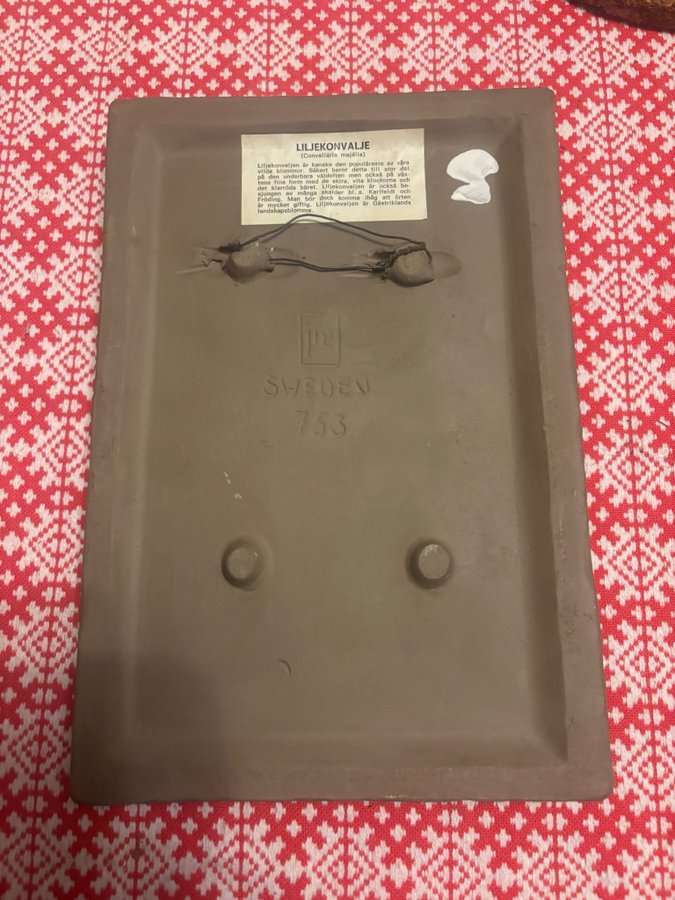 LILJEKONVALJE
(Convallária majális)
Liljekonvaljen är kanske den populäraste av våra
vilda blommor. Säkert beror detta till stor del
på den underbara väldoften men också på väx-
tens fina form med de skira, vita klockorna och
det klarröda bäret. Liljekonvaljen är också be-
sjungen av många skalder bl. a. Karlfeldt och
Fröding. Man bör dock komma ihåg att örten
är mycket giftig. Liljekonvaljen är Gästriklands
landskapsblomma.
SWEDEN
753